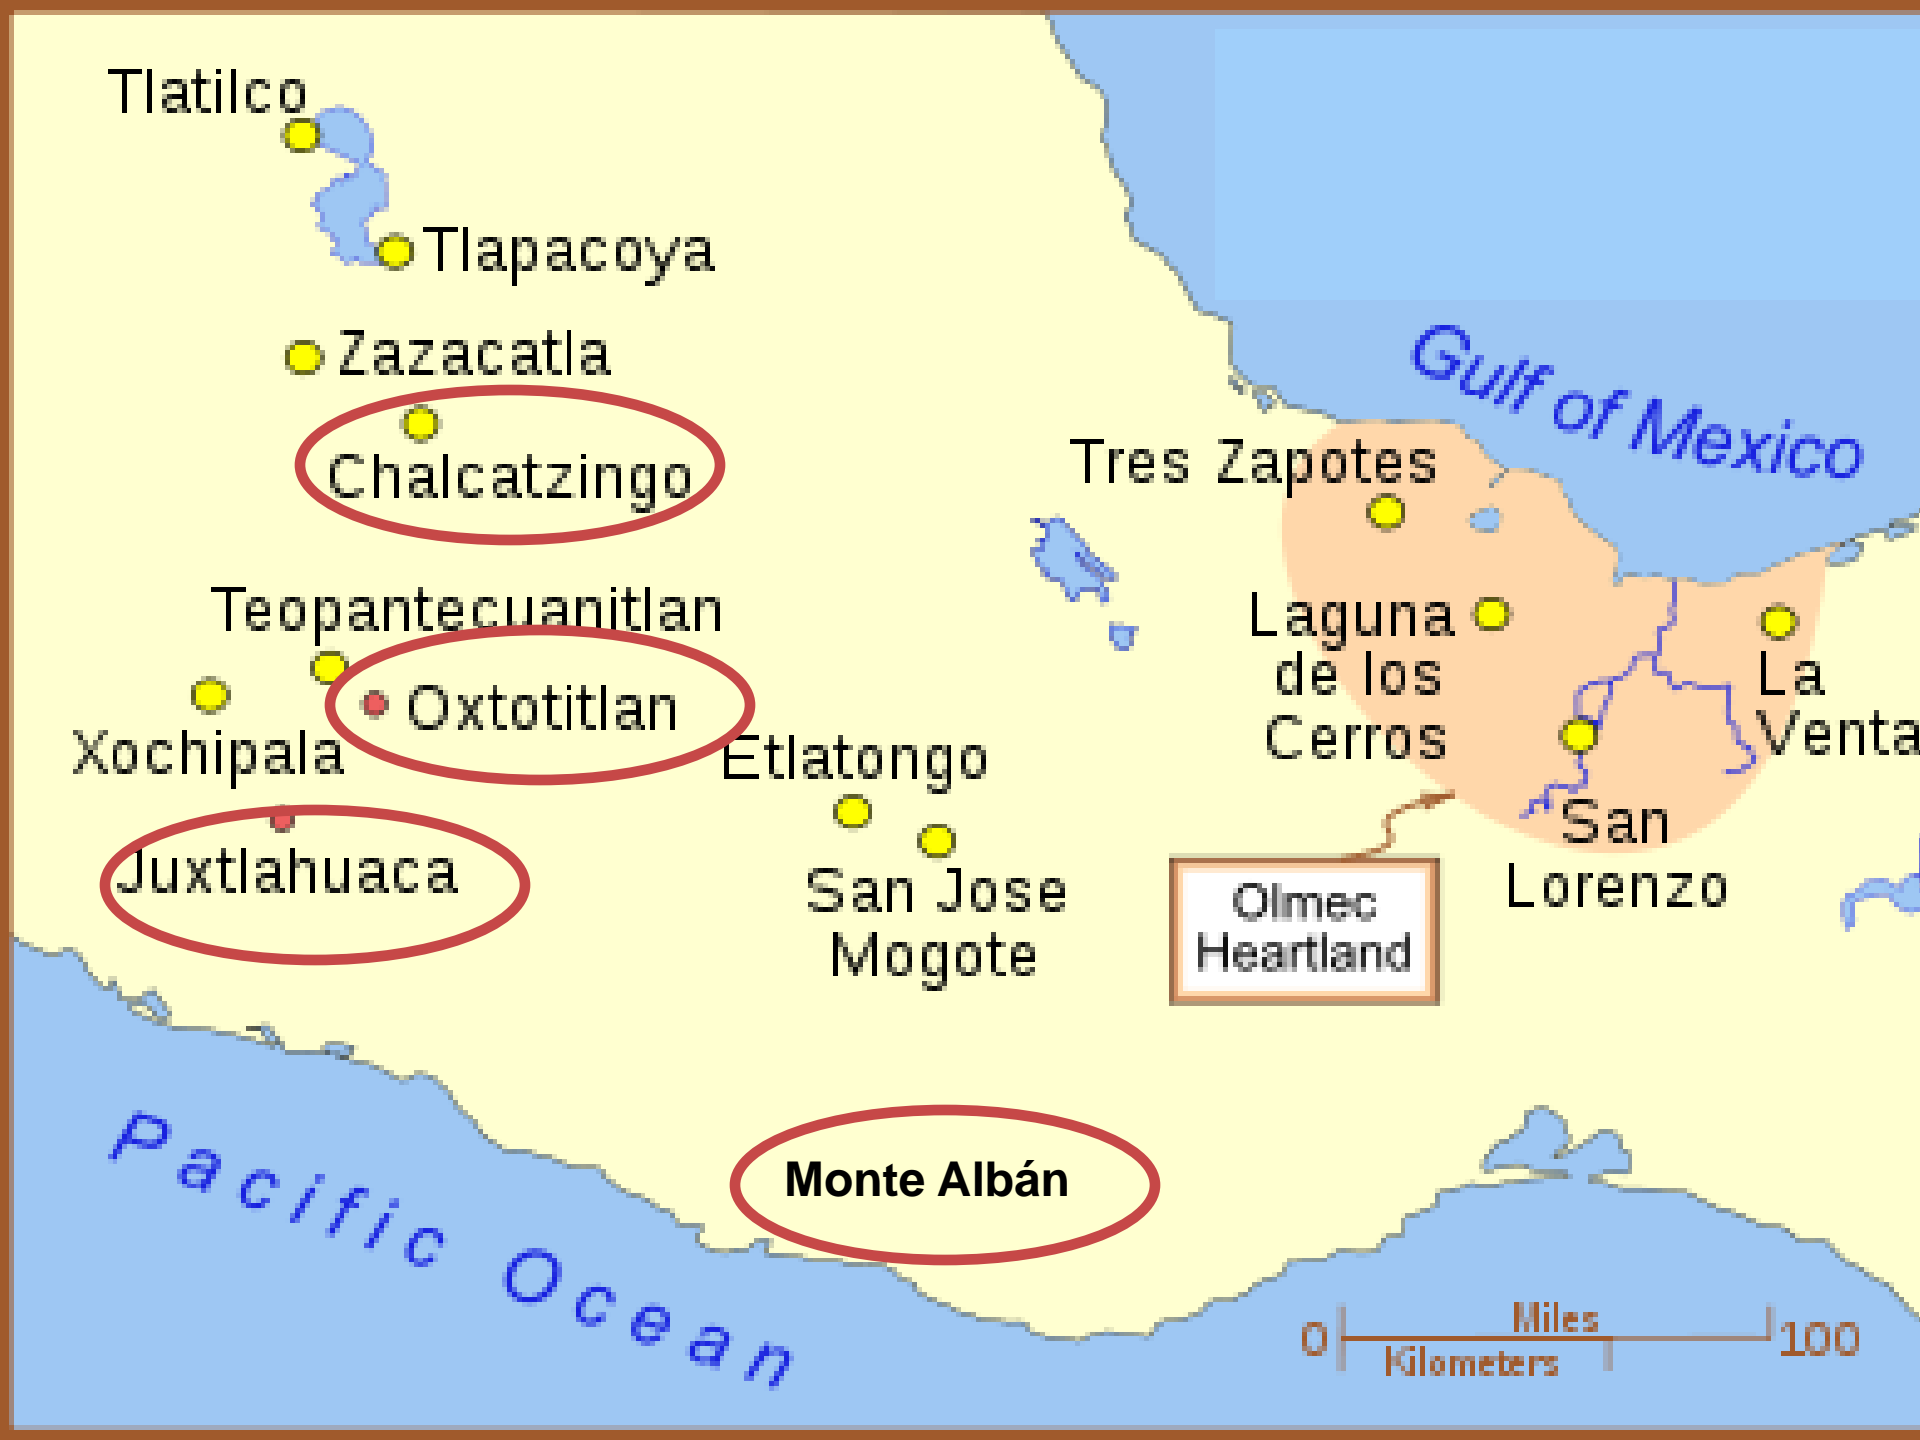 Tlatilco
Tlapacoya
Zazacatla
Gulf of Mexico
Chalcatzingo
Tres Zapotes
Teopantecuanitlan
Laguna
de los
Cerros
La
Venta
Oxtotitlan
Xochipala
Etlatongo
San
Lorenzo
Juxtlahuaca
San Jose
Mogote
Olmec
Heartland
Pacific Ocean
Monte Albán
Miles
0 100
Kilometers